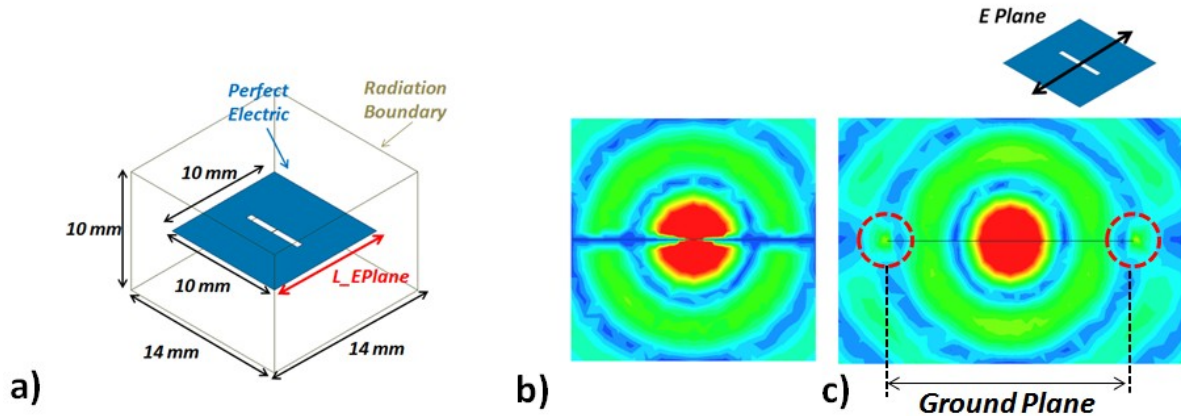 Perfect
Electric
Radiation
Boundary
10 mm
10 mm
10 mm
L_EPlane
14 mm
14 mm
a)
b)
E Plane
c)
Ground Plane